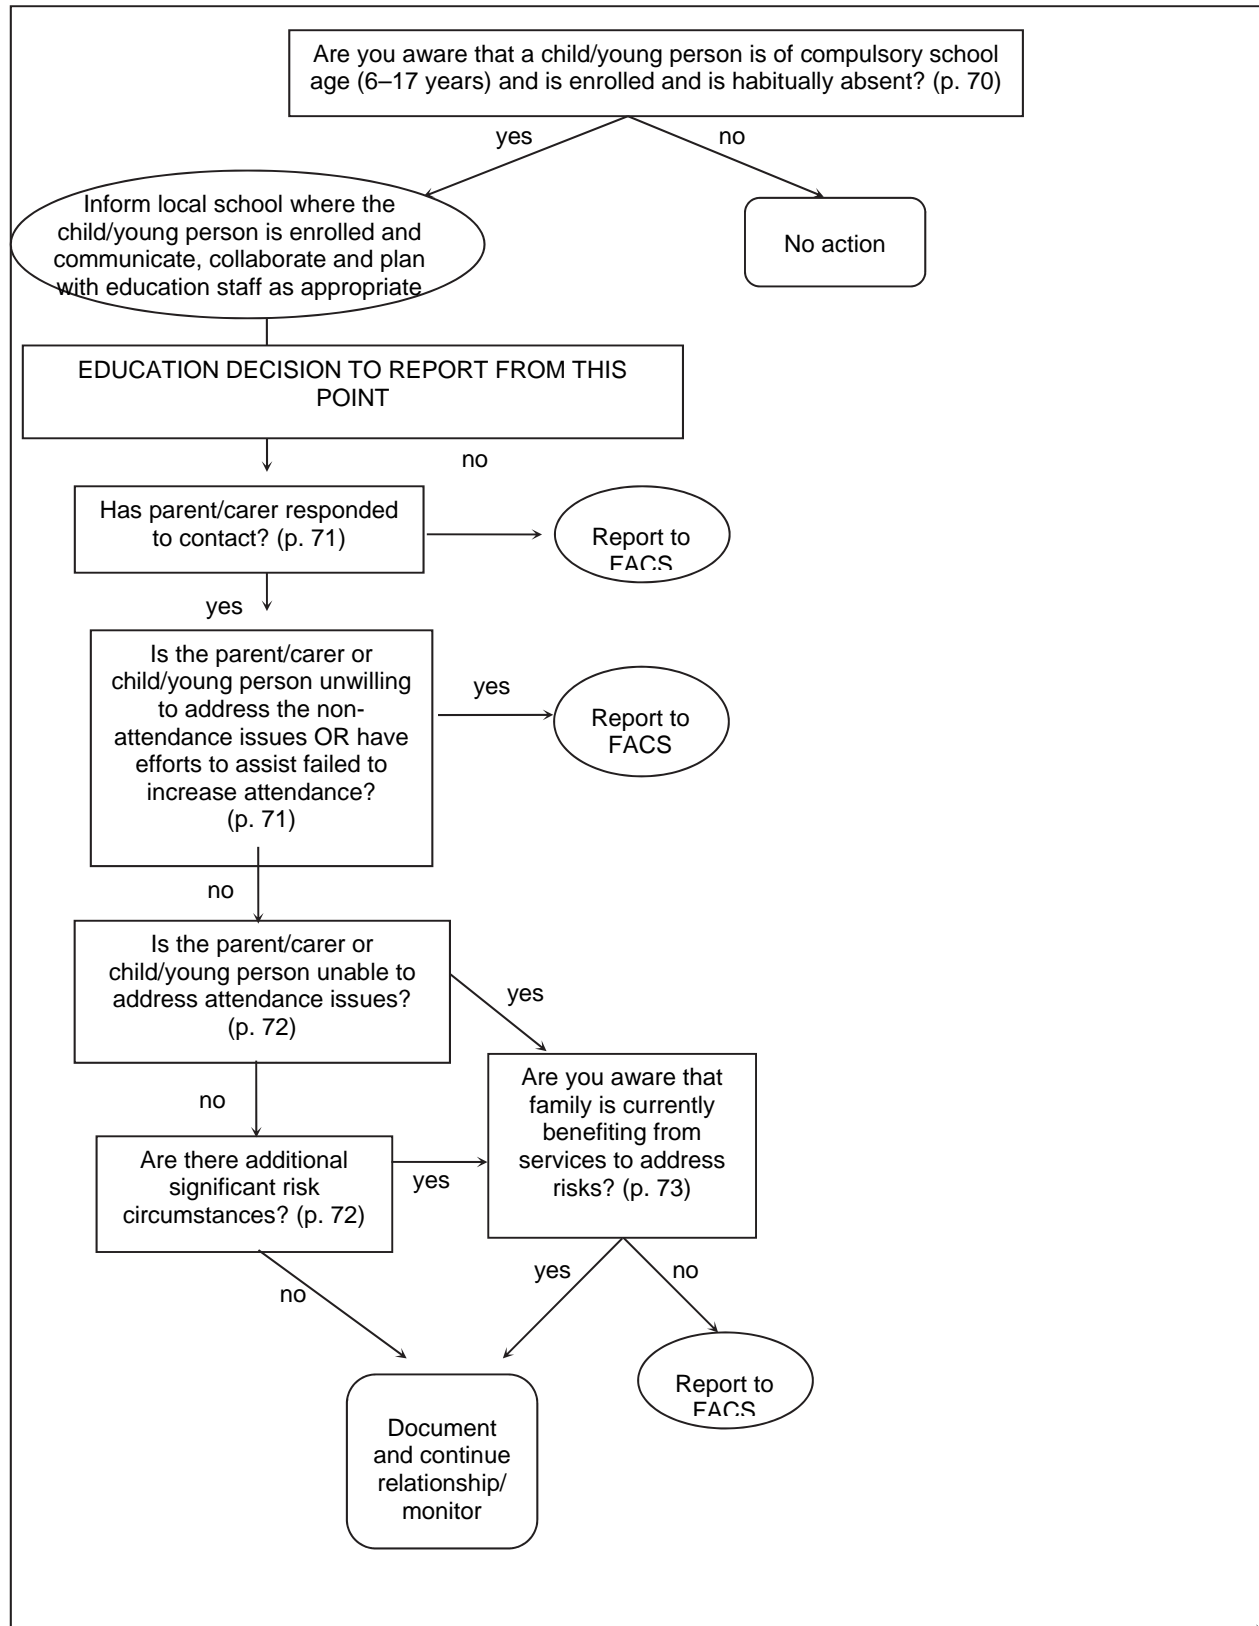 Are you aware that a child/young person is of compulsory school
age (6–17 years) and is enrolled and is habitually absent? (p. 70)
yes
no
Inform local school where the
child/young person is enrolled and
communicate, collaborate and plan
with education staff as appropriate
No action
EDUCATION DECISION TO REPORT FROM THIS
POINT
no
Has parent/carer responded
to contact? (p. 71)
Report to
FACS
yes
Is the parent/carer or
child/young person unwilling
to address the non-
attendance issues OR have
efforts to assist failed to
increase attendance?
(p. 71)
yes
Report to
FACS
no
Is the parent/carer or
child/young person unable to
address attendance issues?
(p. 72)
yes
no
Are you aware that
family is currently
benefiting from
services to address
risks? (p. 73)
Are there additional
significant risk
circumstances? (p. 72)
yes
no
yes
no
Report to
FACS
Document
and continue
relationship/
monitor